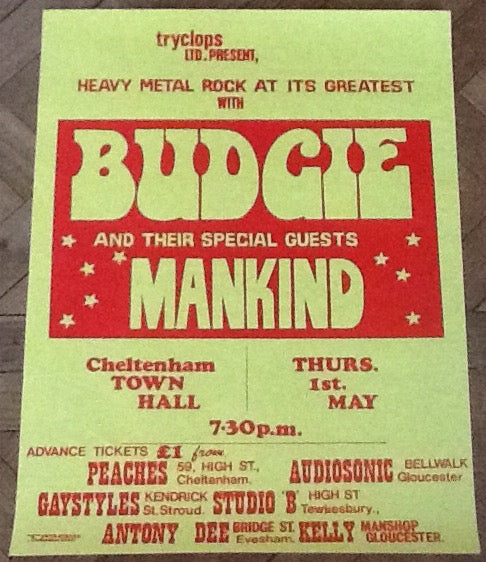 tryclops
LTD. PRESENT,
HEAVY METAL ROCK AT ITS GREATEST
WITH
BUDGIE
AND THEIR SPECIAL GUESTS
MANKIND
Cheltenham
TOWN
HALL
THURS.
1st.
MAY
7·30p.m.
ADVANCE TICKETS £1 from
PEACHES 59, HIGH ST., Cheltenham.
AUDIOSONIC BELLWALK Gloucester
GAYSTYLES KENDRICK St. Stroud.
STUDIO 'B' HIGH ST Tewkesbury.,
ANTONY DEE BRIDGE ST. Evesham.
KELLY MANSHOP GLOUCESTER.